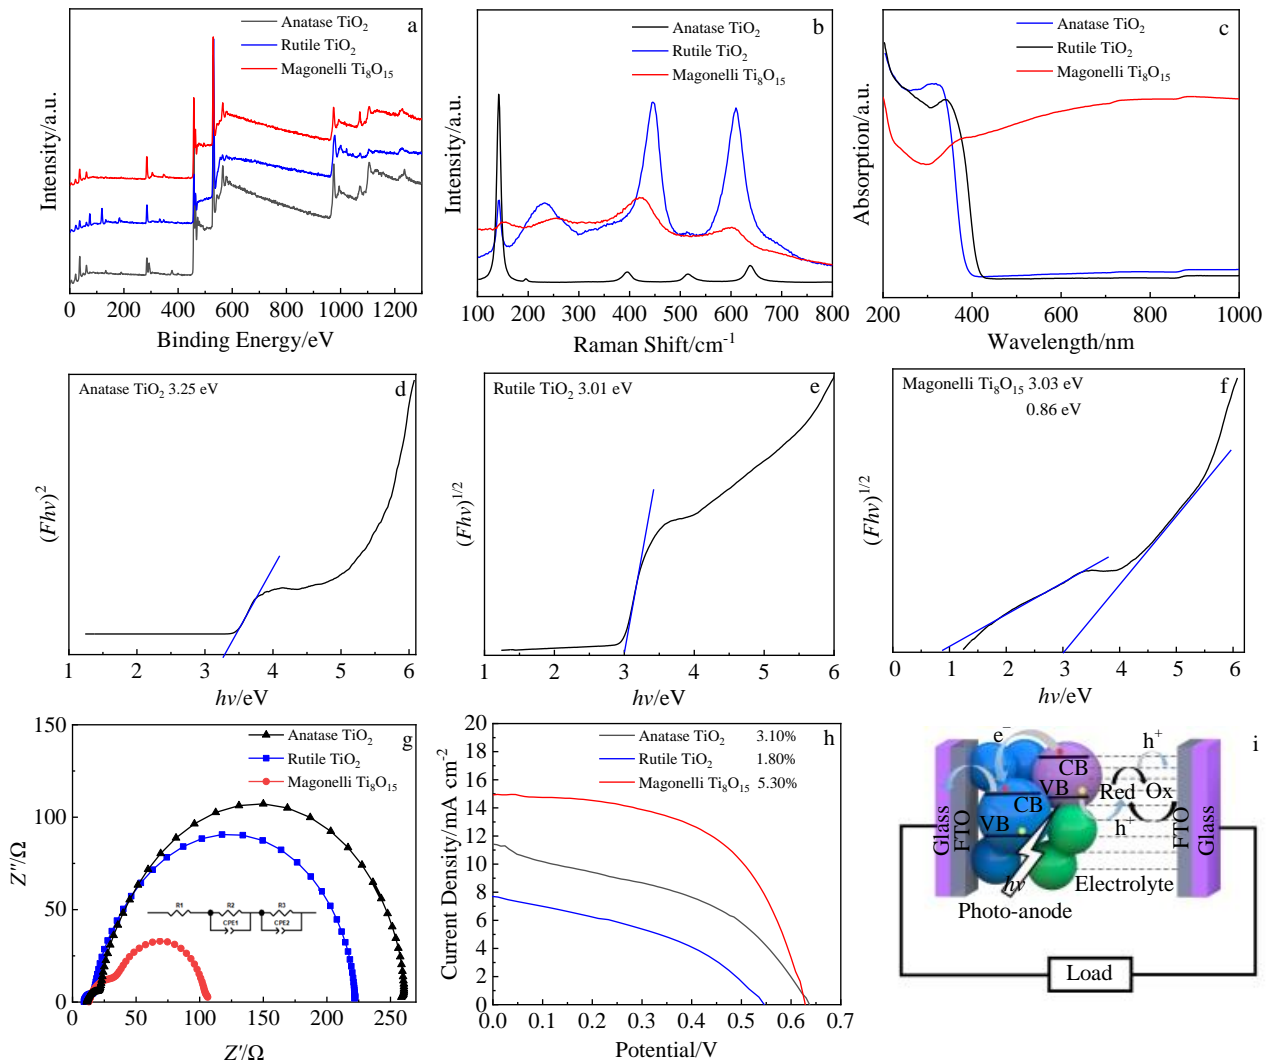 Anatase TiO2
Rutile TiO2
Magonelli Ti8O15
a
Intensity/a.u.
0 200 400 600 800 1000 1200
Binding Energy/eV
Anatase TiO2
Rutile TiO2
Magonelli Ti8O15
b
Intensity/a.u.
100 200 300 400 500 600 700 800
Raman Shift/cm-1
Anatase TiO2
Rutile TiO2
Magonelli Ti8O15
c
Absorption/a.u.
200 400 600 800 1000
Wavelength/nm
Anatase TiO2 3.25 eV
d
(Fhν)2
1 2 3 4 5 6
hν/eV
Rutile TiO2 3.01 eV
e
(Fhν)1/2
1 2 3 4 5 6
hν/eV
Magonelli Ti8O15 3.03 eV
0.86 eV
f
(Fhν)1/2
0 1 2 3 4 5 6
hν/eV
150
100
50
0
Z''/Ω
g
Anatase TiO2
Rutile TiO2
Magonelli Ti8O15
R1 R2 R3
CPE1 CPE2
0 50 100 150 200 250
Z'/Ω
20
18
16
14
12
10
8
6
4
2
0
Current Density/mA cm-2
Anatase TiO2 3.10%
Rutile TiO2 1.80%
Magonelli Ti8O15 5.30%
h
0.0 0.1 0.2 0.3 0.4 0.5 0.6 0.7
Potential/V
i
e−
h+
CB
VB
CB
VB
Red Ox
h+
Glass
FTO
FTO
Glass
hν
Electrolyte
Photo-anode
Load